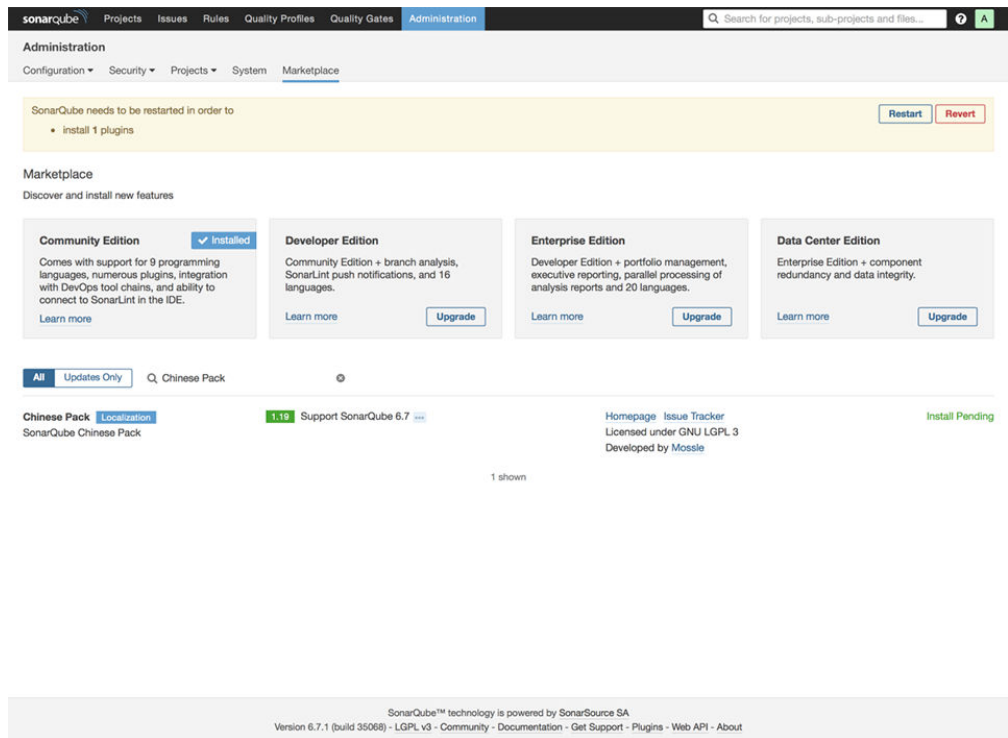 sonarqube Projects Issues Rules Quality Profiles Quality Gates Administration Search for projects, sub-projects and files... ? A
Administration
Configuration Security Projects System Marketplace
SonarQube needs to be restarted in order to
• install 1 plugins
Restart Revert
Marketplace
Discover and install new features
Community Edition Installed
Comes with support for 9 programming
languages, numerous plugins, integration
with DevOps tool chains, and ability to
connect to SonarLint in the IDE.
Learn more
Developer Edition
Community Edition + branch analysis,
SonarLint push notifications, and 16
languages.
Learn more Upgrade
Enterprise Edition
Developer Edition + portfolio management,
executive reporting, parallel processing of
analysis reports and 20 languages.
Learn more Upgrade
Data Center Edition
Enterprise Edition + component
redundancy and data integrity.
Learn more Upgrade
All Updates Only Chinese Pack
Chinese Pack Localization
SonarQube Chinese Pack
1.19 Support SonarQube 6.7 ...
Homepage Issue Tracker
Licensed under GNU LGPL 3
Developed by Mossle
Install Pending
1 shown
SonarQube™ technology is powered by SonarSource SA
Version 6.7.1 (build 35068) - LGPL v3 - Community - Documentation - Get Support - Plugins - Web API - About